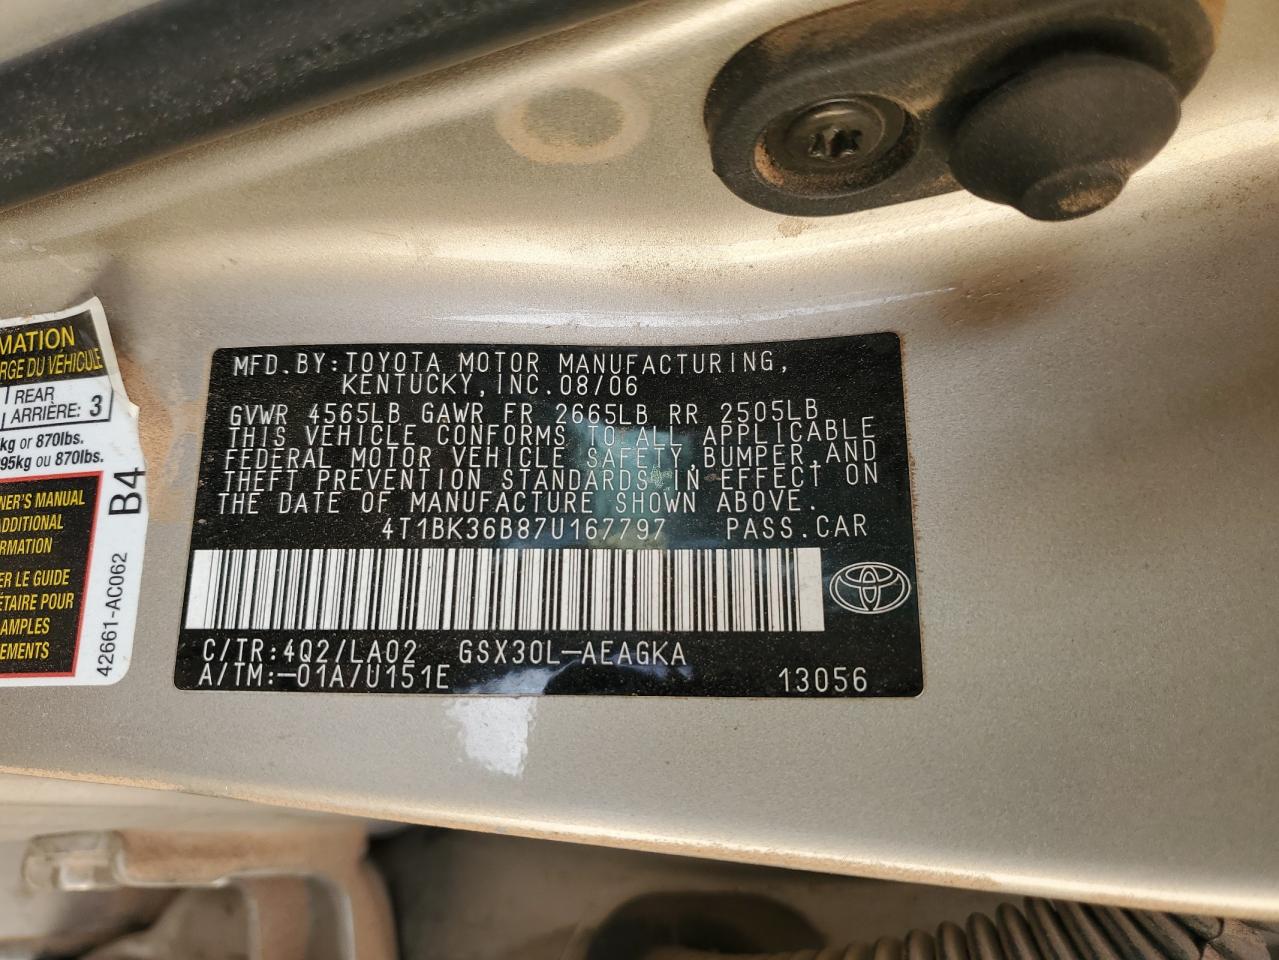 MATION
RGE DU VÉHICULE
REAR
ARRIÈRE: 3
kg or 870lbs.
95kg ou 870lbs.
NER'S MANUAL
ADDITIONAL
RMATION
ER LE GUIDE
ÉTAIRE POUR
AMPLES
EMENTS
B4
42661-AC062
MFD.BY:TOYOTA MOTOR MANUFACTURING,
KENTUCKY,INC.08/06
GVWR 4565LB GAWR FR 2665LB RR 2505LB
THIS VEHICLE CONFORMS TO ALL APPLICABLE
FEDERAL MOTOR VEHICLE SAFETY,BUMPER,AND
THEFT PREVENTION STANDARDS IN EFFECT ON
THE DATE OF MANUFACTURE SHOWN ABOVE.
4T1BK36B87U167797 PASS.CAR
C/TR:4Q2/LA02 GSX30L-AEAGKA
A/TM:-01A/U151E 13056